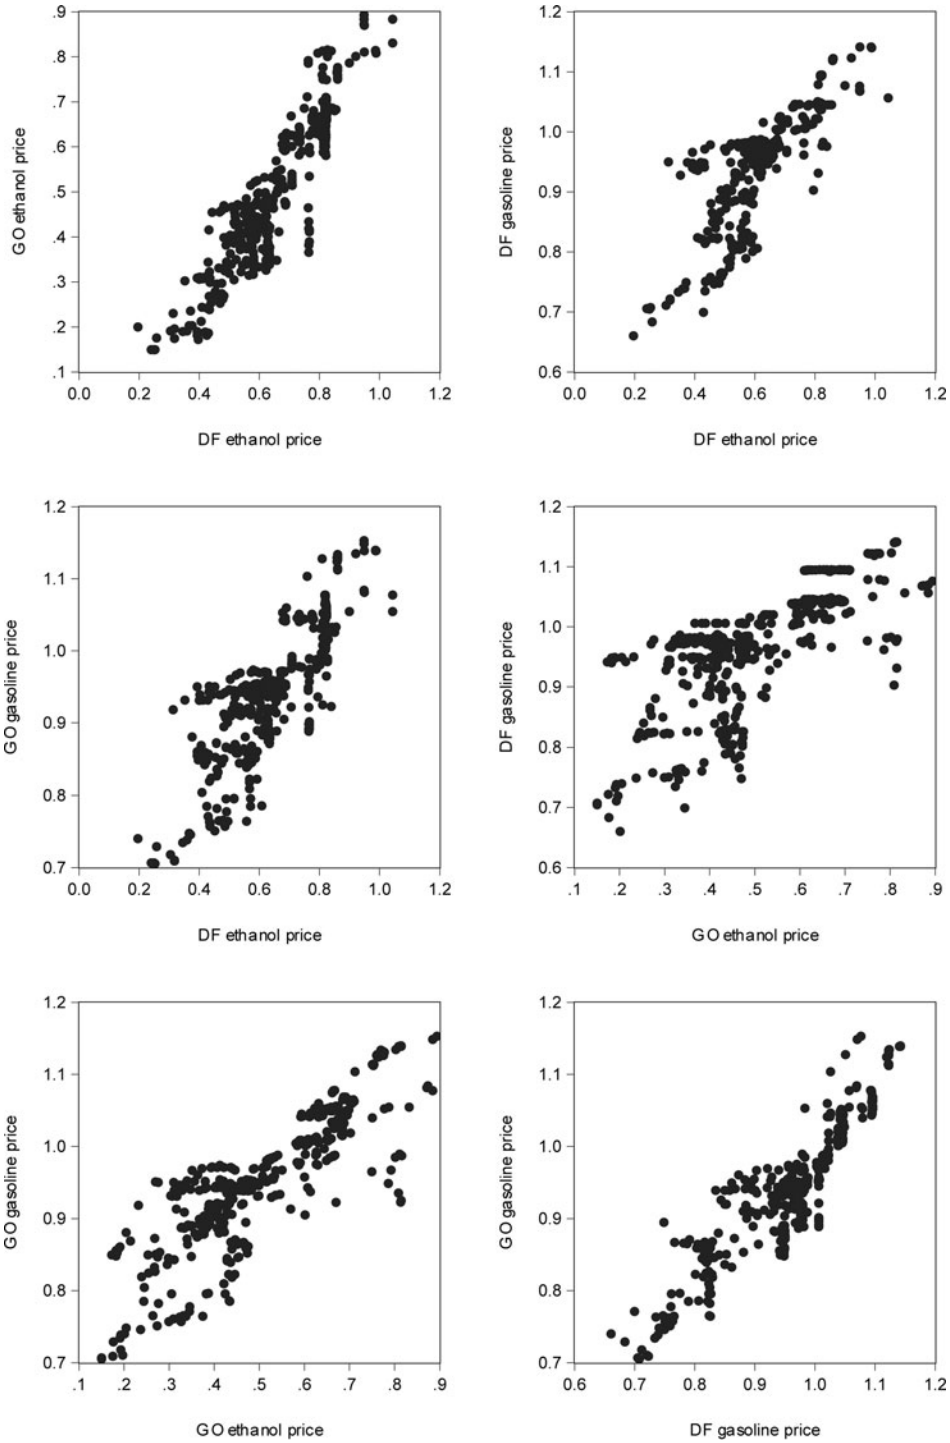 .9
.8
.7
.6
.5
.4
.3
.2
.1
GO ethanol price
0.0 0.2 0.4 0.6 0.8 1.0 1.2
DF ethanol price
1.2
1.1
1.0
0.9
0.8
0.7
0.6
DF gasoline price
0.0 0.2 0.4 0.6 0.8 1.0 1.2
DF ethanol price
1.2
1.1
1.0
0.9
0.8
0.7
GO gasoline price
0.0 0.2 0.4 0.6 0.8 1.0 1.2
DF ethanol price
1.2
1.1
1.0
0.9
0.8
0.7
0.6
DF gasoline price
.1 .2 .3 .4 .5 .6 .7 .8 .9
GO ethanol price
1.2
1.1
1.0
0.9
0.8
0.7
GO gasoline price
.1 .2 .3 .4 .5 .6 .7 .8 .9
GO ethanol price
1.2
1.1
1.0
0.9
0.8
0.7
GO gasoline price
0.6 0.7 0.8 0.9 1.0 1.1 1.2
DF gasoline price